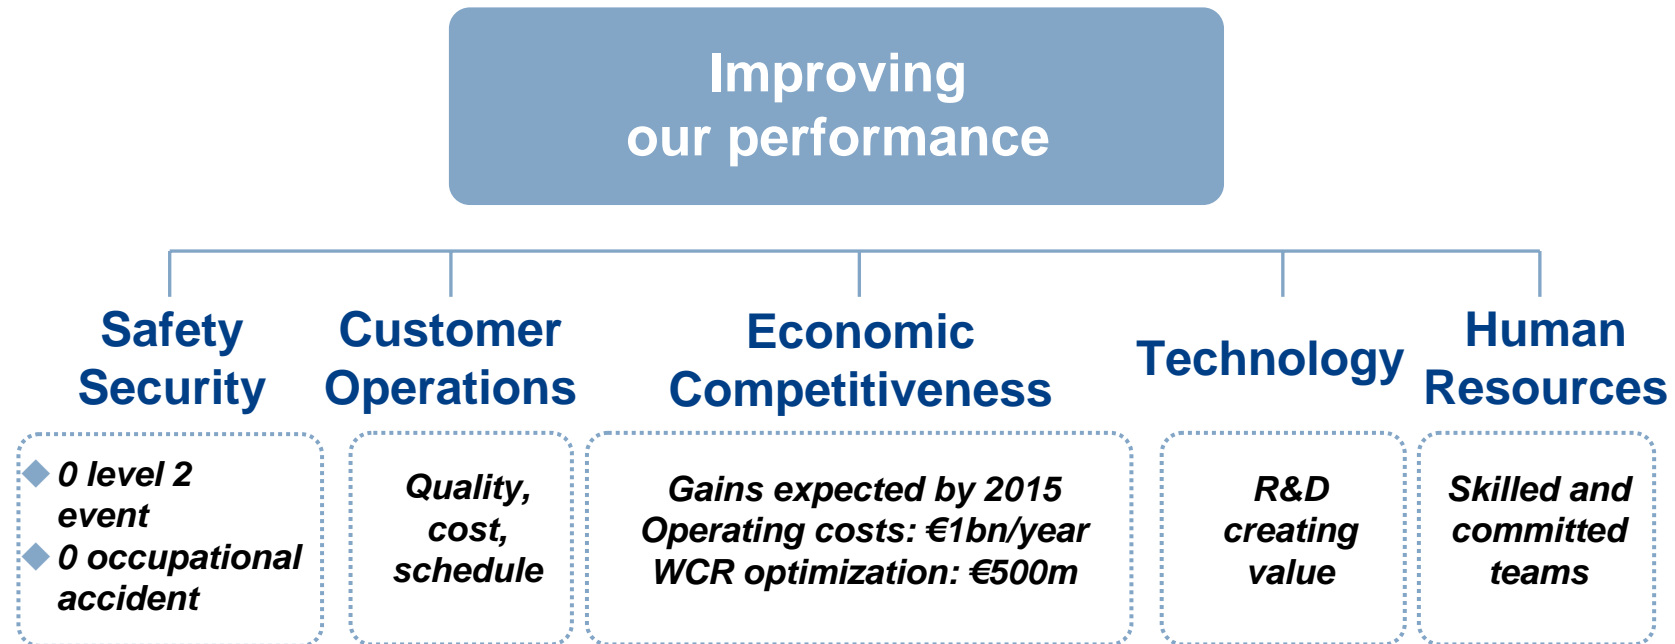 Improving
our performance
Safety
Security
0 level 2
event
0 occupational
accident
Customer
Operations
Quality,
cost,
schedule
Economic
Competitiveness
Gains expected by 2015
Operating costs: €1bn/year
WCR optimization: €500m
Technology
R&D
creating
value
Human
Resources
Skilled and
committed
teams